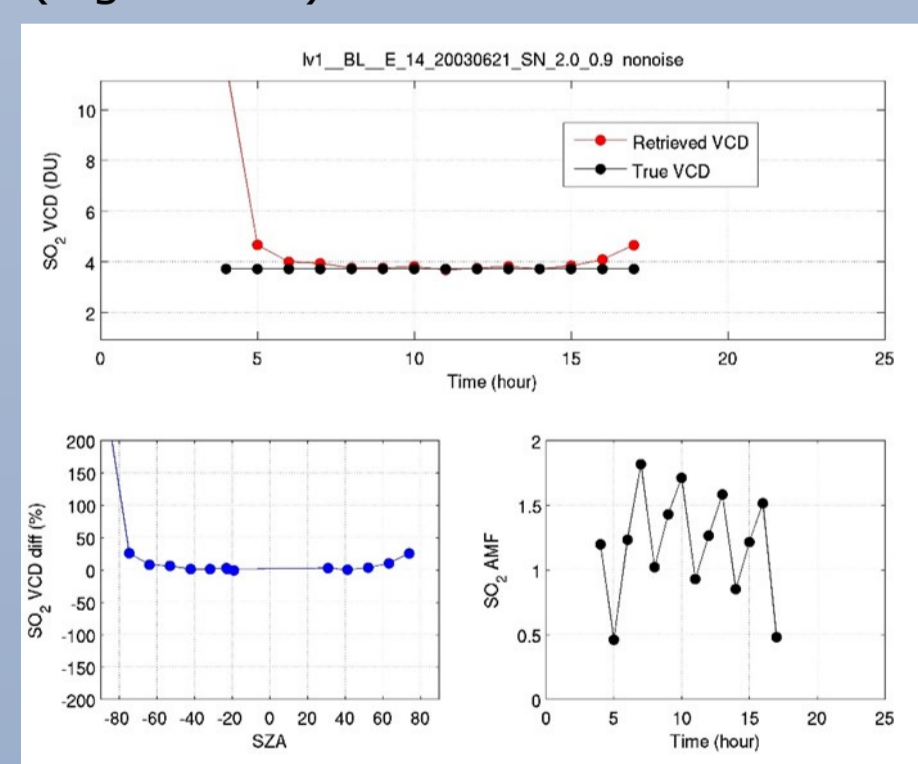 lv1__BL__E_14_20030621_SN_2.0_0.9 nonoise
SO2 VCD (DU)
10
8
6
4
2
Retrieved VCD
True VCD
0 5 10 15 20 25
Time (hour)
SO2 VCD diff (%)
200
150
100
50
0
-50
-100
-150
-200
-80 -60 -40 -20 0 20 40 60 80
SZA
SO2 AMF
2
1.5
1
0.5
0
0 5 10 15 20 25
Time (hour)